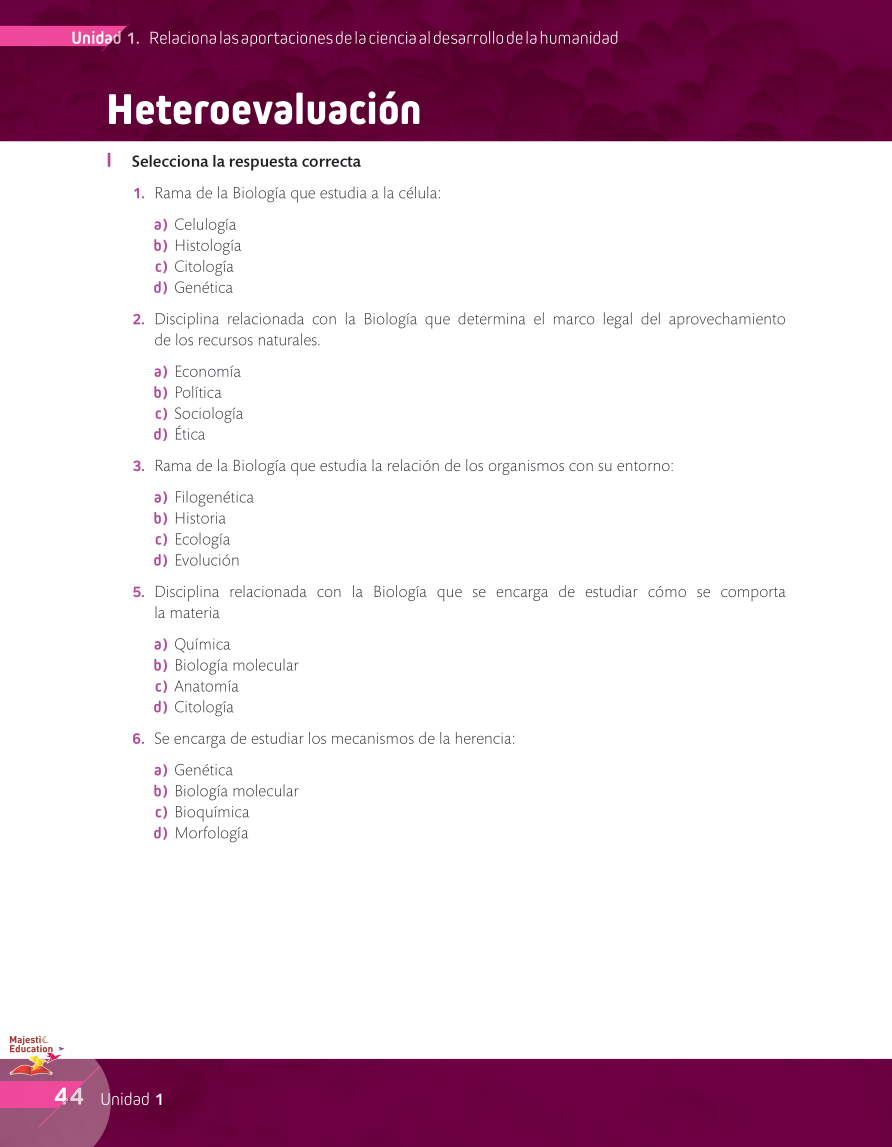 Unidad 1. Relaciona las aportaciones de la ciencia al desarrollo de la humanidad
Heteroevaluación
I Selecciona la respuesta correcta
1. Rama de la Biología que estudia a la célula:
a) Celulogía
b) Histología
c) Citología
d) Genética
2. Disciplina relacionada con la Biología que determina el marco legal del aprovechamiento
de los recursos naturales.
a) Economía
b) Política
c) Sociología
d) Ética
3. Rama de la Biología que estudia la relación de los organismos con su entorno:
a) Filogenética
b) Historia
c) Ecología
d) Evolución
5. Disciplina relacionada con la Biología que se encarga de estudiar cómo se comporta
la materia
a) Química
b) Biología molecular
c) Anatomía
d) Citología
6. Se encarga de estudiar los mecanismos de la herencia:
a) Genética
b) Biología molecular
c) Bioquímica
d) Morfología
Majestic
Education
44 Unidad 1